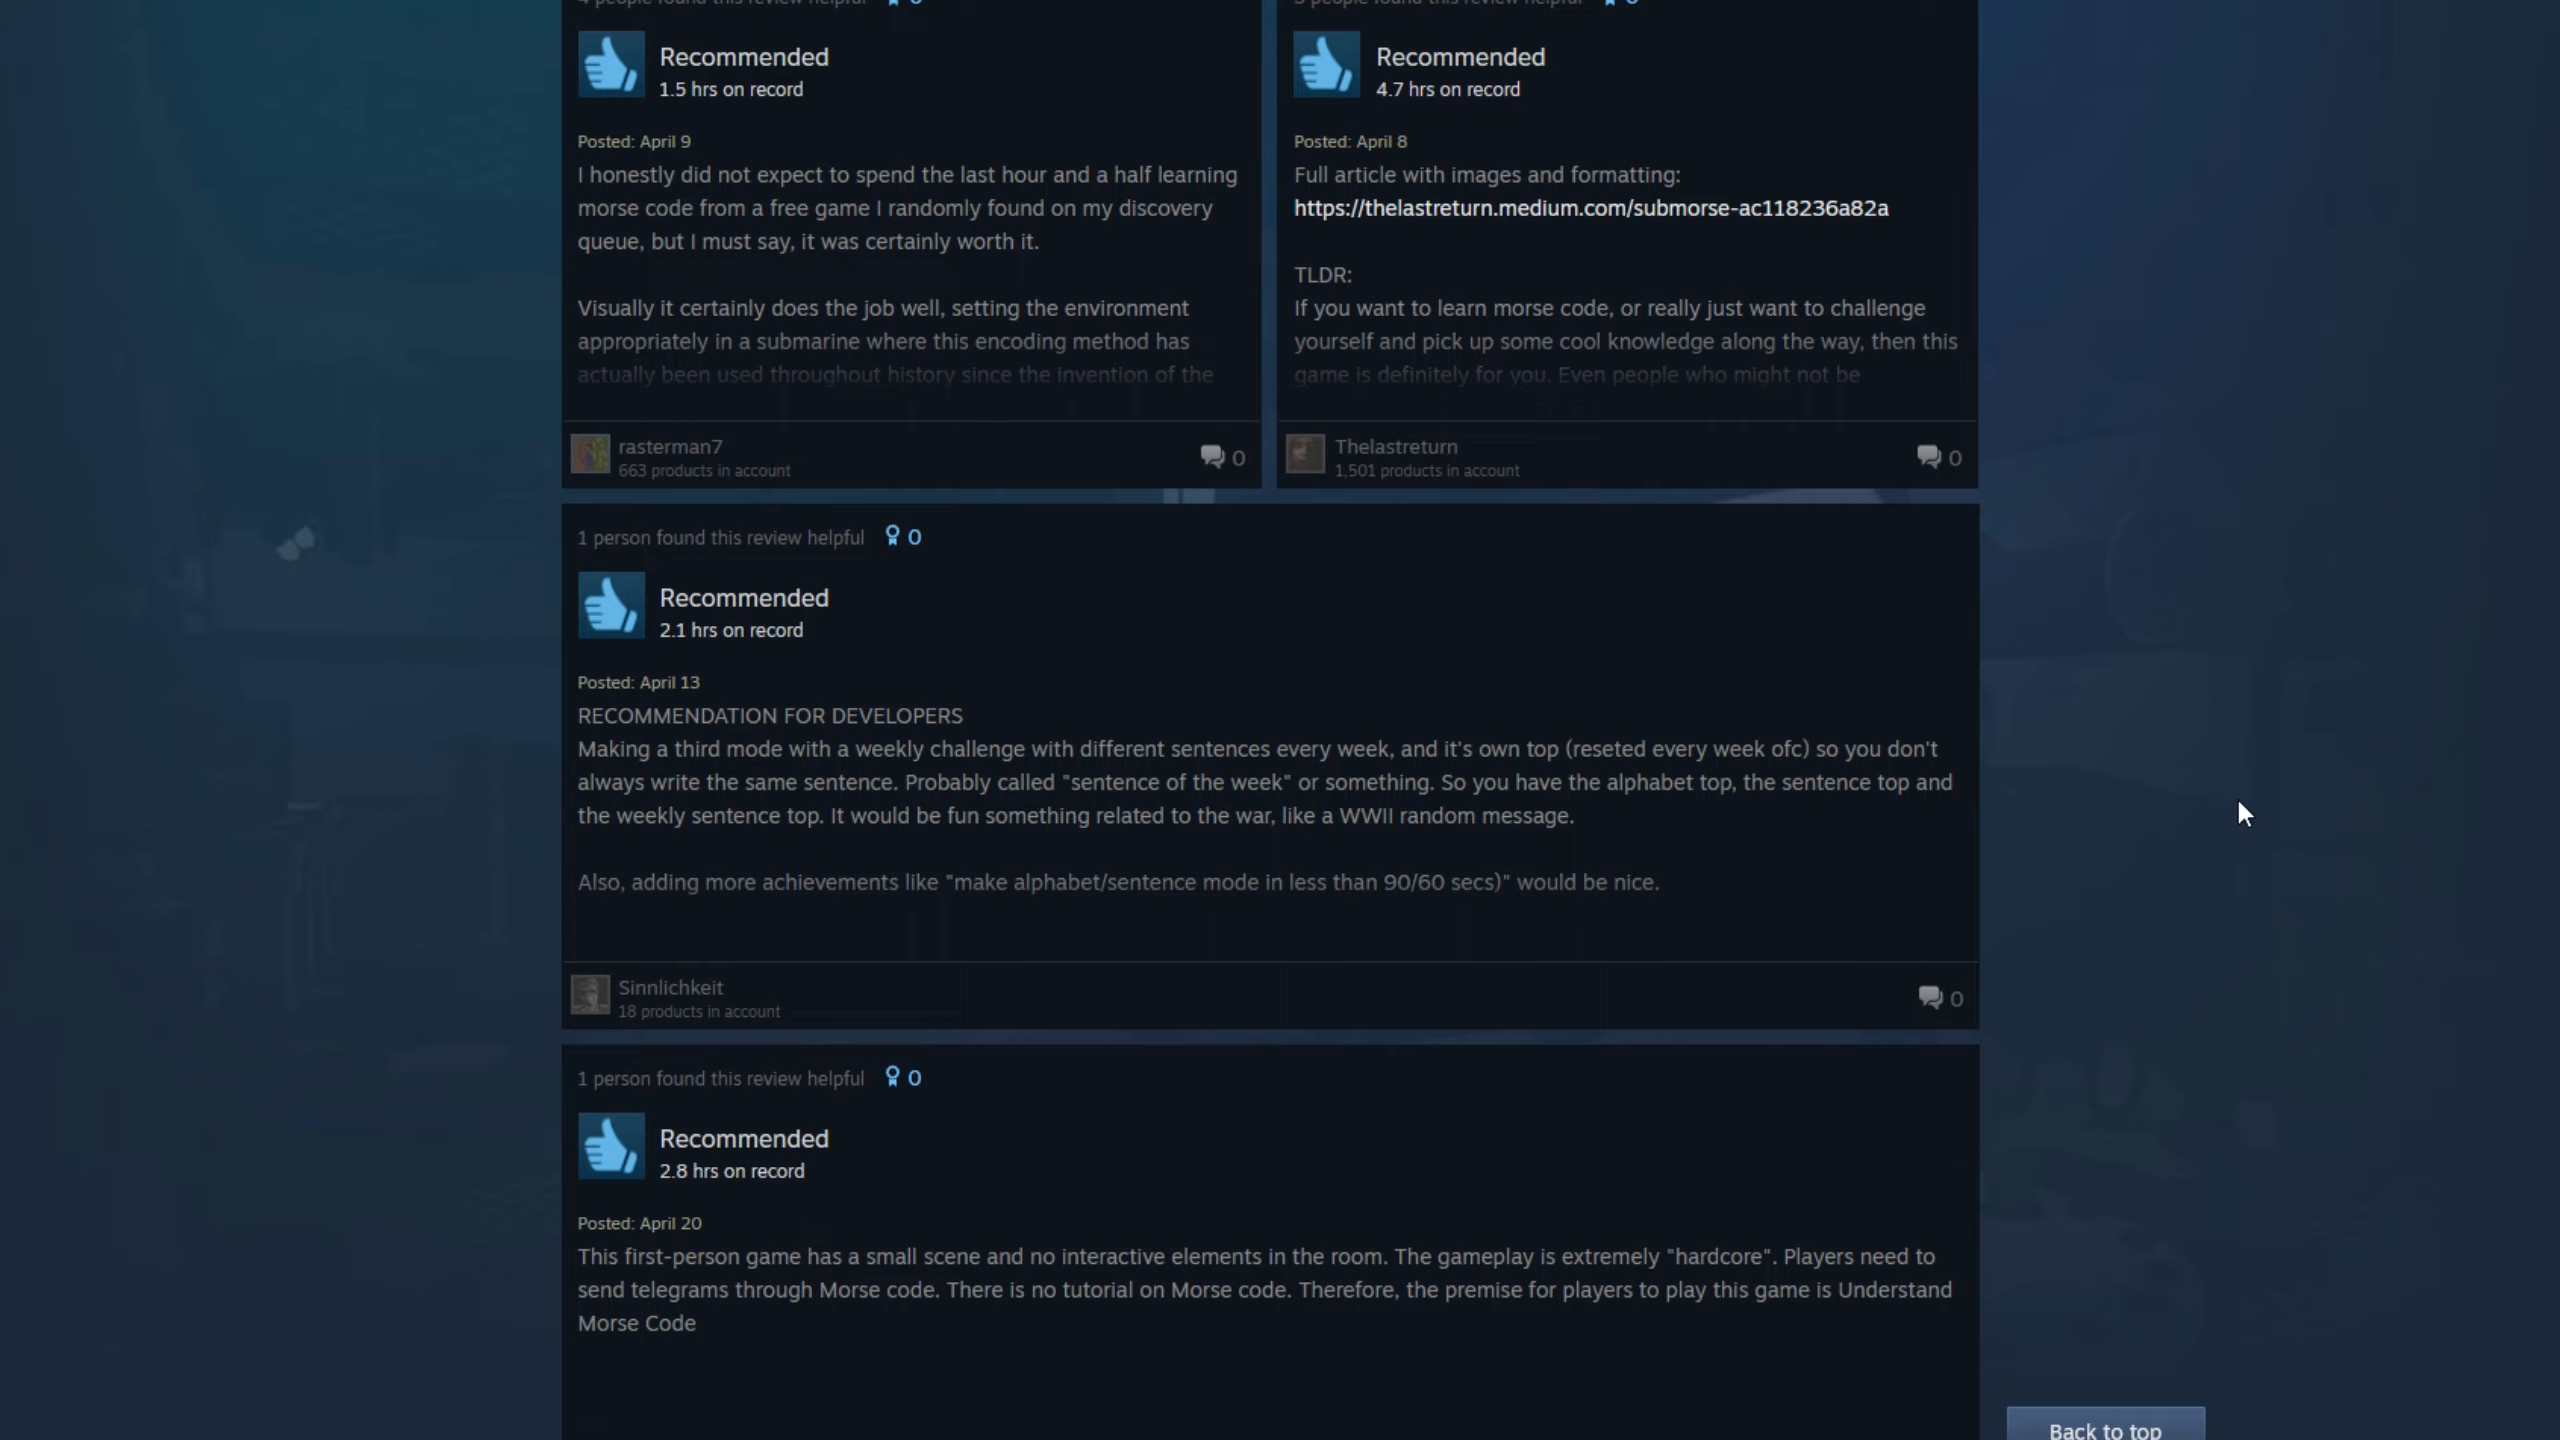 4 people found this review helpful 0
Recommended
1.5 hrs on record
Posted: April 9
I honestly did not expect to spend the last hour and a half learning
morse code from a free game I randomly found on my discovery
queue, but I must say, it was certainly worth it.
Visually it certainly does the job well, setting the environment
appropriately in a submarine where this encoding method has
actually been used throughout history since the invention of the
rasterman7
663 products in account
0
people found this review helpful 0
Recommended
4.7 hrs on record
Posted: April 8
Full article with images and formatting:
https://thelastreturn.medium.com/submorse-ac118236a82a
TLDR:
If you want to learn morse code, or really just want to challenge
yourself and pick up some cool knowledge along the way, then this
game is definitely for you. Even people who might not be
Thelastreturn
1,501 products in account
0
1 person found this review helpful 0
Recommended
2.1 hrs on record
Posted: April 13
RECOMMENDATION FOR DEVELOPERS
Making a third mode with a weekly challenge with different sentences every week, and it's own top (reseted every week ofc) so you don't
always write the same sentence. Probably called "sentence of the week" or something. So you have the alphabet top, the sentence top and
the weekly sentence top. It would be fun something related to the war, like a WWII random message.
Also, adding more achievements like "make alphabet/sentence mode in less than 90/60 secs)" would be nice.
Sinnlichkeit
18 products in account
0
1 person found this review helpful 0
Recommended
2.8 hrs on record
Posted: April 20
This first-person game has a small scene and no interactive elements in the room. The gameplay is extremely "hardcore". Players need to
send telegrams through Morse code. There is no tutorial on Morse code. Therefore, the premise for players to play this game is Understand
Morse Code
Back to top